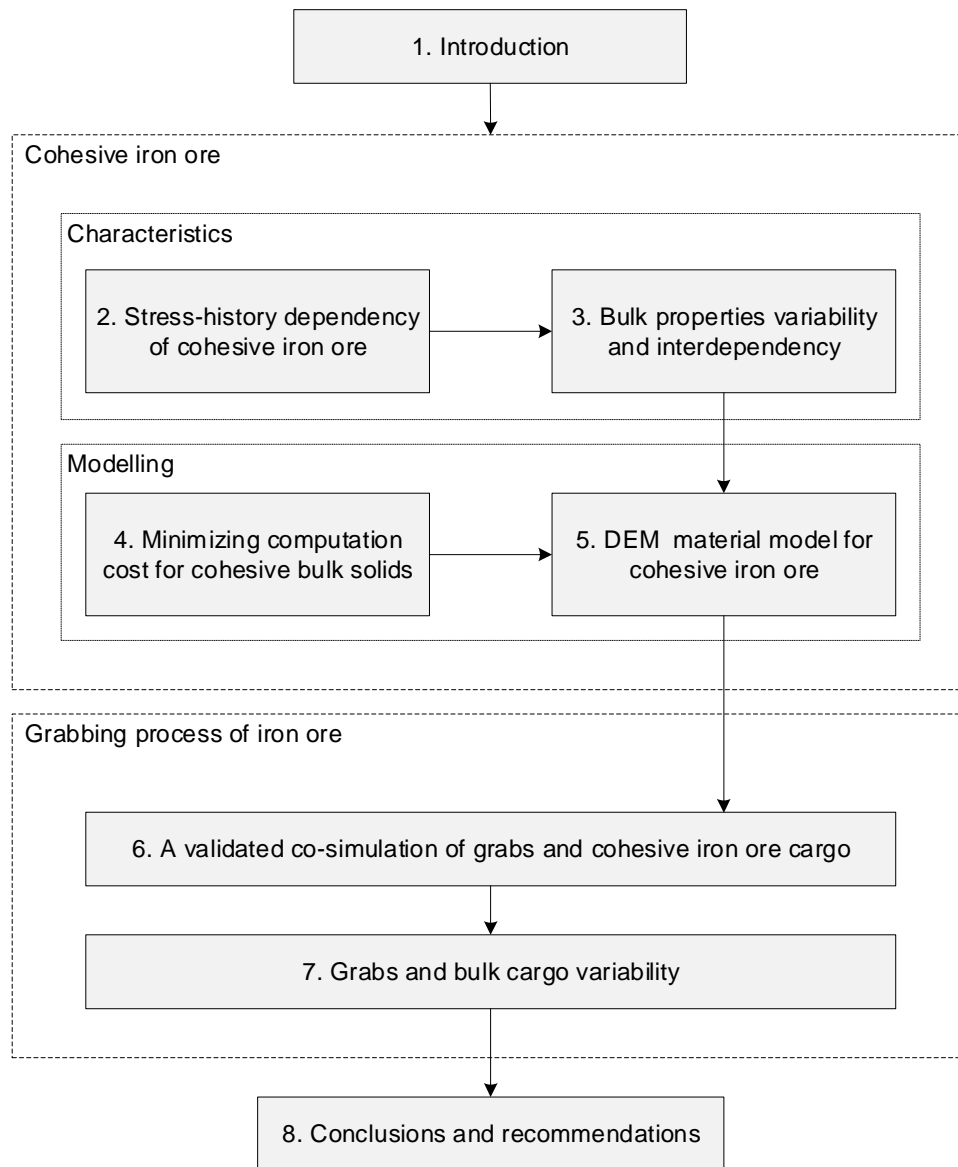 1. Introduction
Cohesive iron ore
Characteristics
2. Stress-history dependency
of cohesive iron ore
3. Bulk properties variability
and interdependency
Modelling
4. Minimizing computation
cost for cohesive bulk solids
5. DEM material model for
cohesive iron ore
Grabbing process of iron ore
6. A validated co-simulation of grabs and cohesive iron ore cargo
7. Grabs and bulk cargo variability
8. Conclusions and recommendations